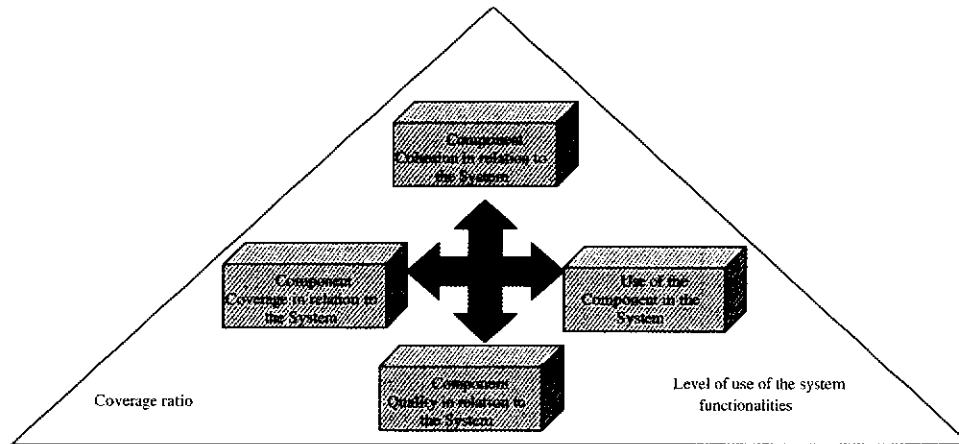 Component
Cohesion in relation to
the System
Component
Coverage in relation to
the System
Use of the
Component in the
System
Component
Quality in relation to
the System
Coverage ratio
Level of use of the system
functionalities